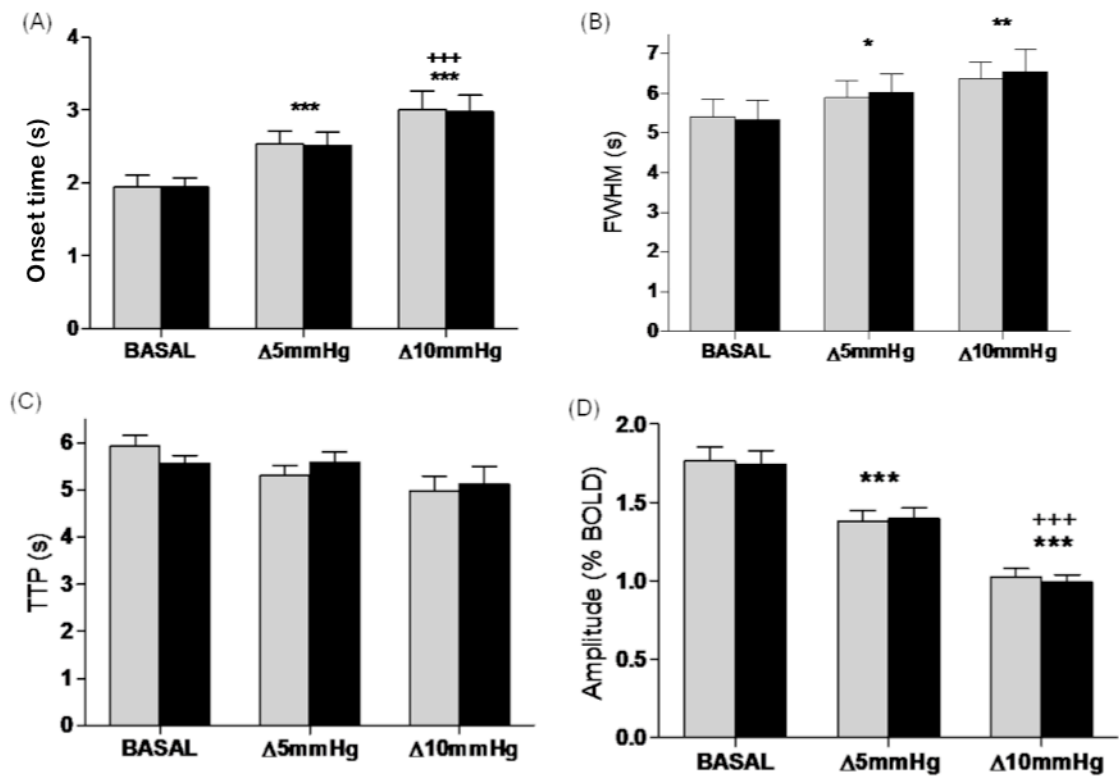 (A)
Onset time (s)
4
3
2
1
0
***
+++
***
BASAL Δ5mmHg Δ10mmHg
(B)
FWHM (s)
7
6
5
4
3
2
1
0
*
**
BASAL Δ5mmHg Δ10mmHg
(C)
TTP (s)
6
5
4
3
2
1
0
BASAL Δ5mmHg Δ10mmHg
(D)
Amplitude (% BOLD)
2.0
1.5
1.0
0.5
0.0
***
+++
***
BASAL Δ5mmHg Δ10mmHg